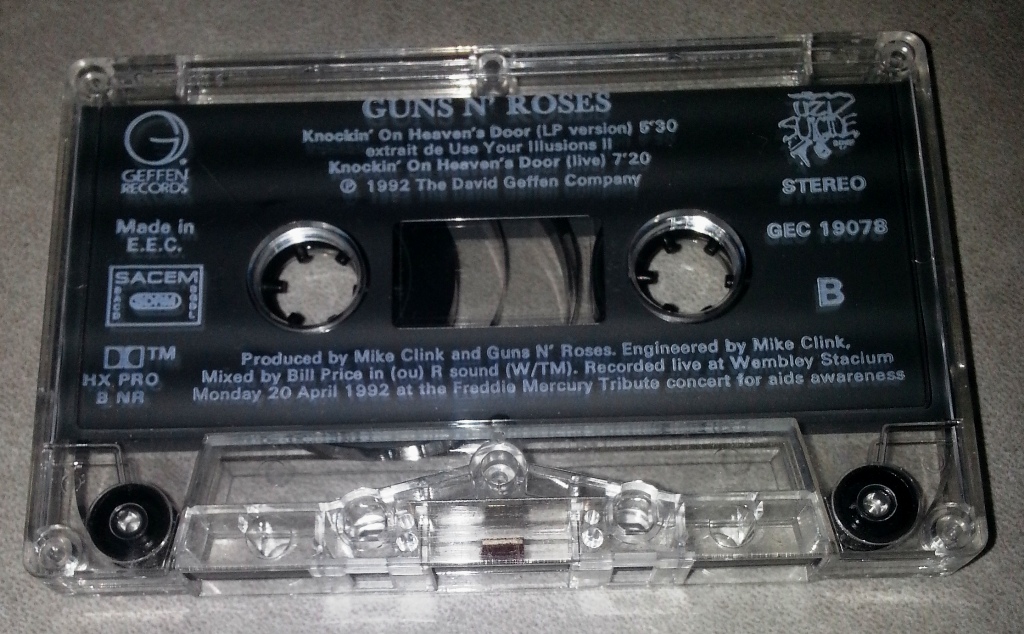 GUNS N' ROSES
Knockin' On Heaven's Door (LP version) 5'30
extrait de Use Your Illusions II
Knockin' On Heaven's Door (live) 7'20
℗ 1992 The David Geffen Company
G
GEFFEN
RECORDS
UZI
SUICIDE
STEREO
Made in
E.E.C.
GEC 19078
SACEM
B
TM
HX PRO
B NR
Produced by Mike Clink and Guns N' Roses. Engineered by Mike Clink,
Mixed by Bill Price in (ou) R sound (W/TM). Recorded live at Wembley Stacium
Monday 20 April 1992 at the Freddie Mercury Tribute concert for aids awareness